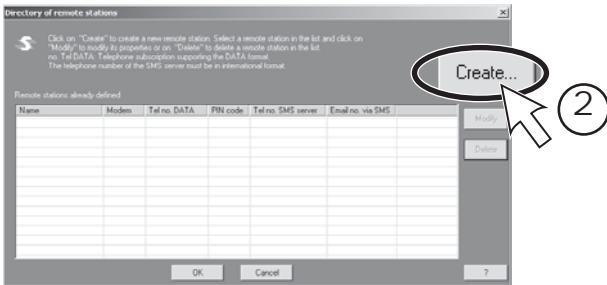 Directory of remote stations
Click on "Create" to create a new remote station. Select a remote station in the list and click on
"Modify" to modify its properties or on "Delete" to delete a remote station in the list
no. Tel DATA: Telephone subscription supporting the DATA format.
The telephone number of the SMS server must be in international format.
Create...
Remote stations already defined
Name Modem Tel no. DATA PIN code Tel no. SMS server Email no. via SMS
2
Modify
Delete
OK Cancel ?